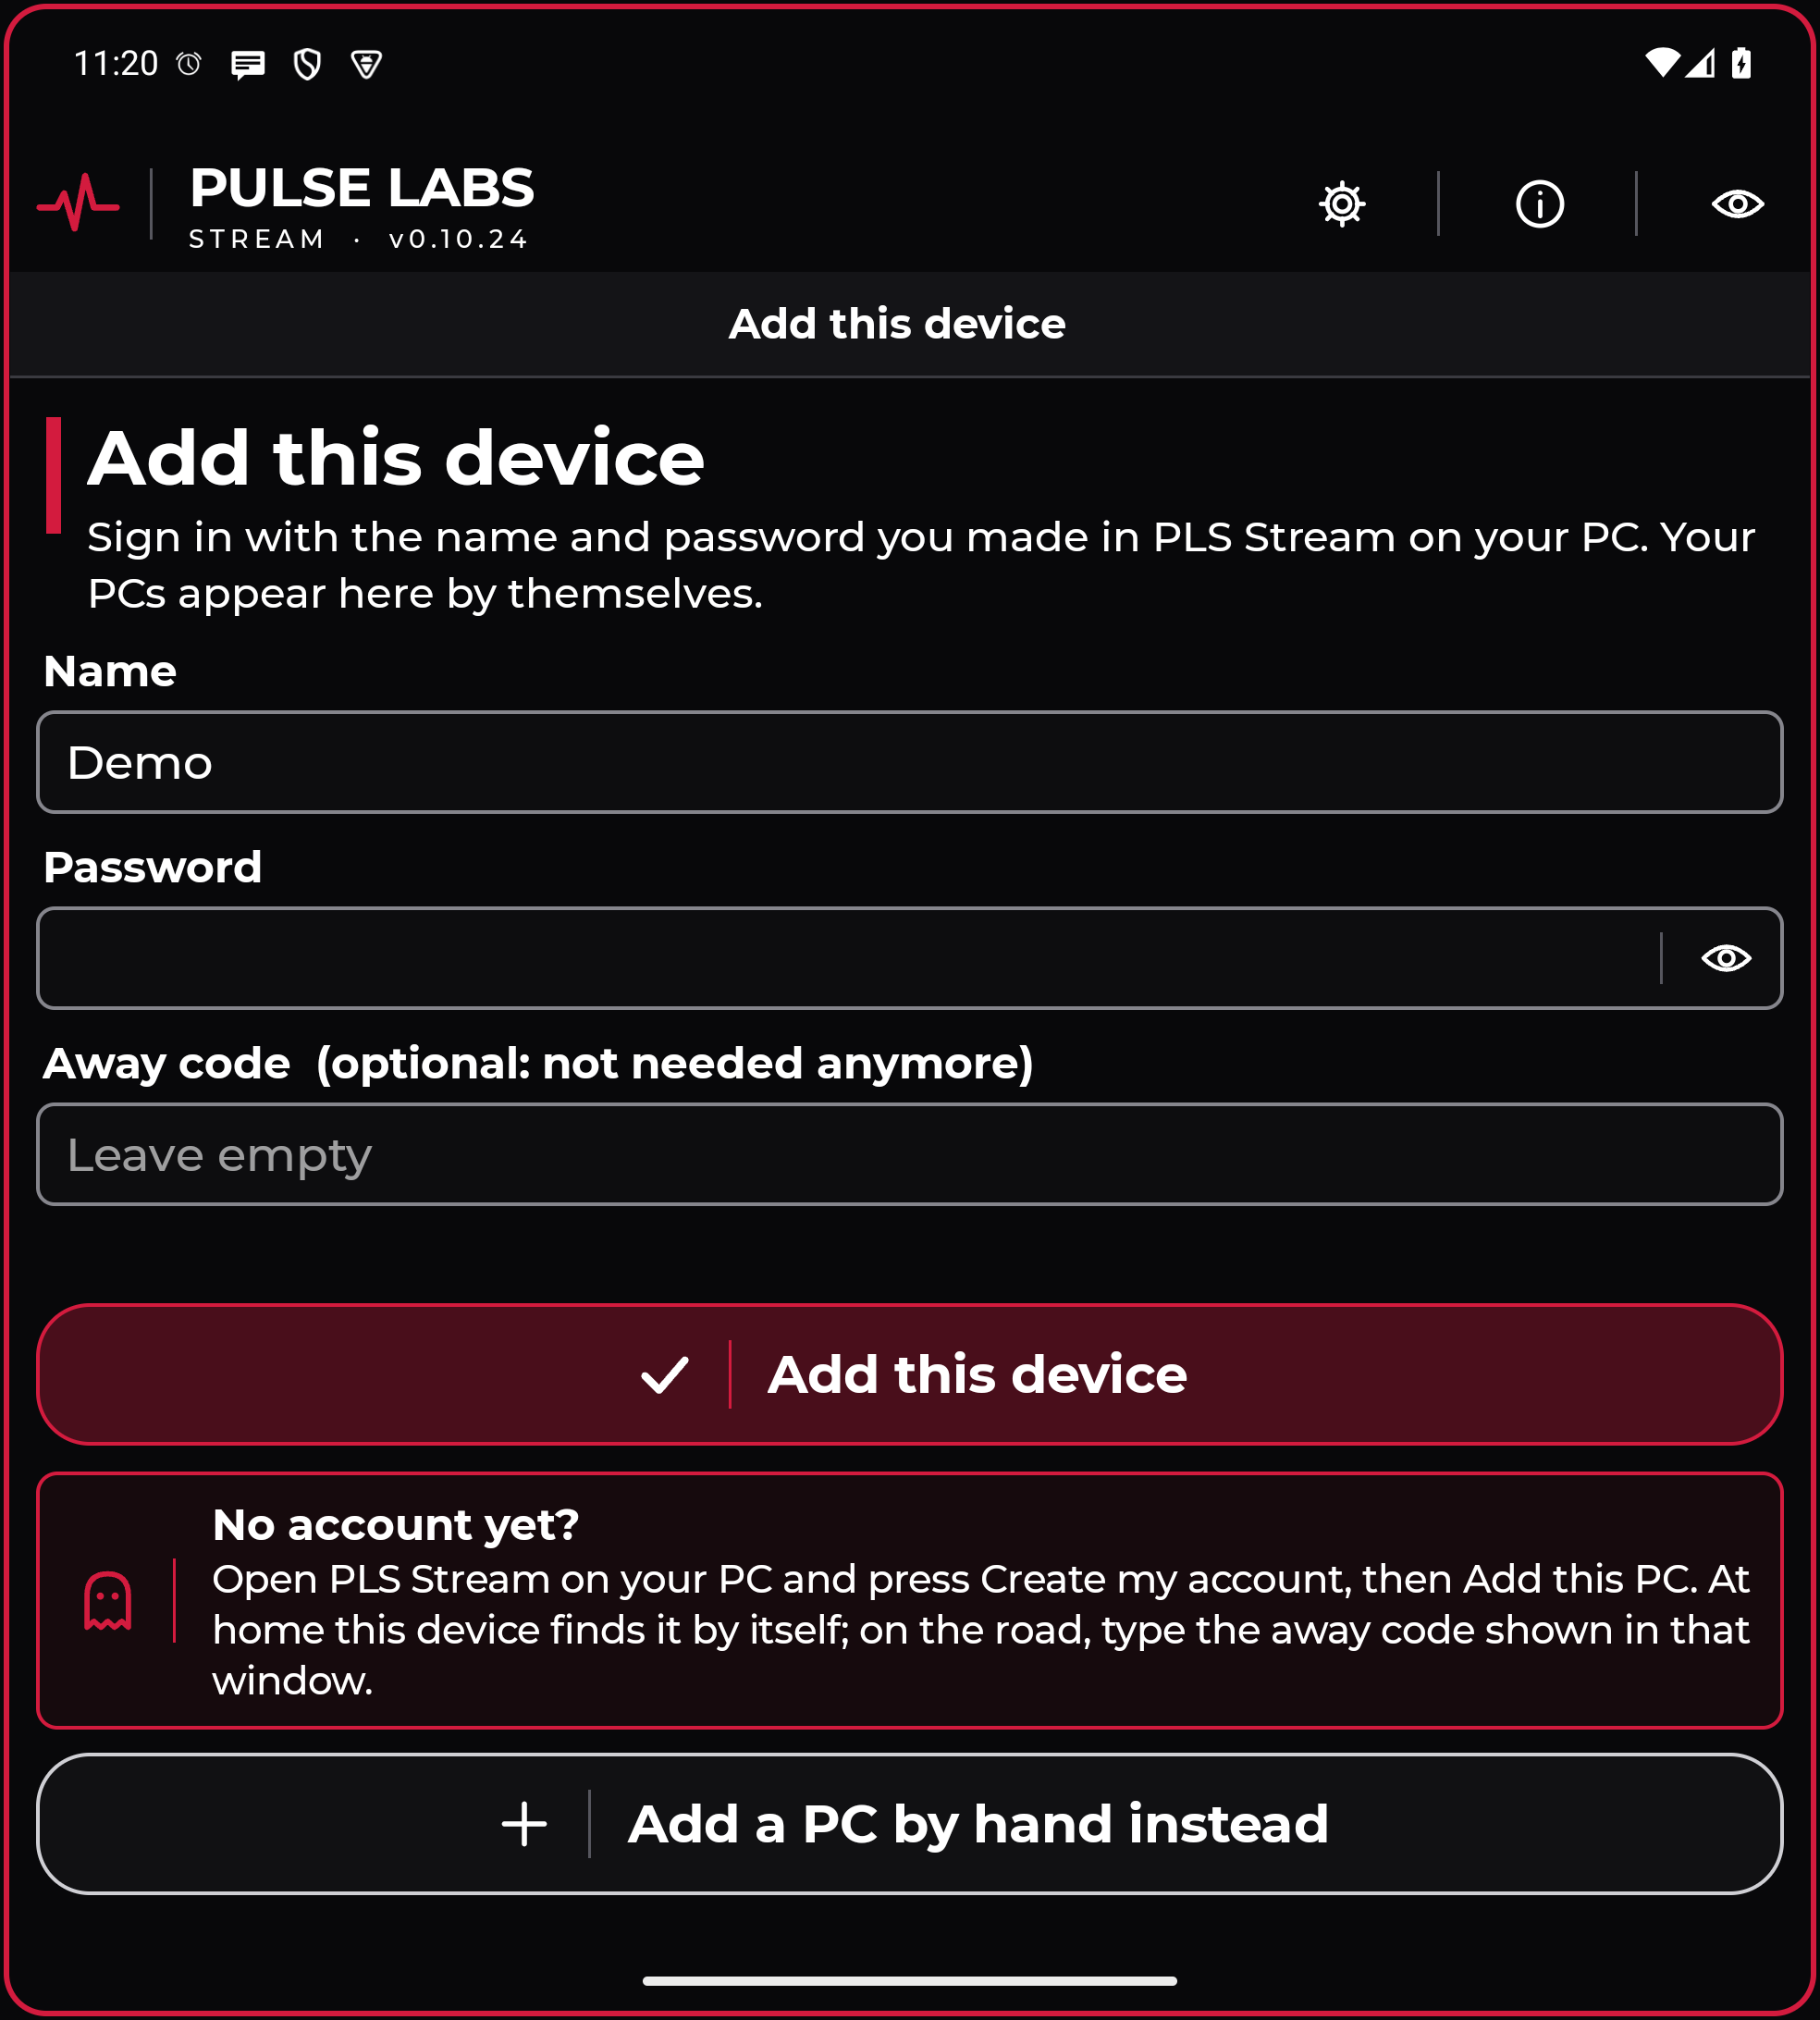 11:20
PULSE LABS
STREAM · v0.10.24
Add this device
Add this device
Sign in with the name and password you made in PLS Stream on your PC. Your
PCs appear here by themselves.
Name
Demo
Password
Away code (optional: not needed anymore)
Leave empty
Add this device
No account yet?
Open PLS Stream on your PC and press Create my account, then Add this PC. At
home this device finds it by itself; on the road, type the away code shown in that
window.
Add a PC by hand instead